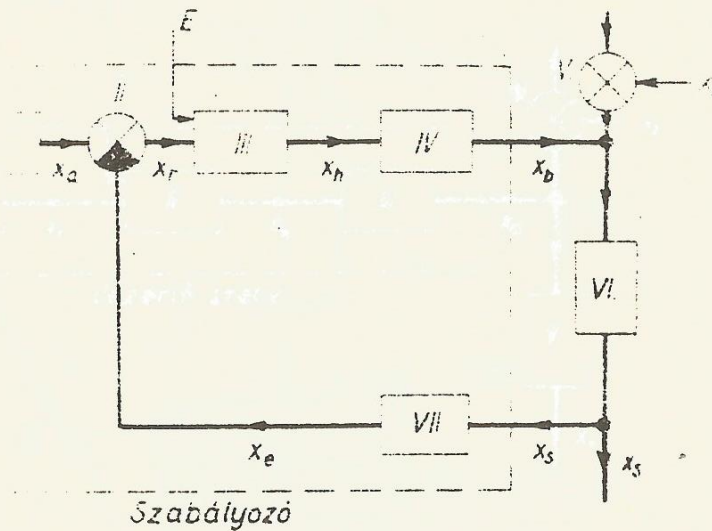 E
II
V
III
IV
x_a
x_r
x_h
x_b
VI
VII
x_e
x_s
x_s
Szabályozó